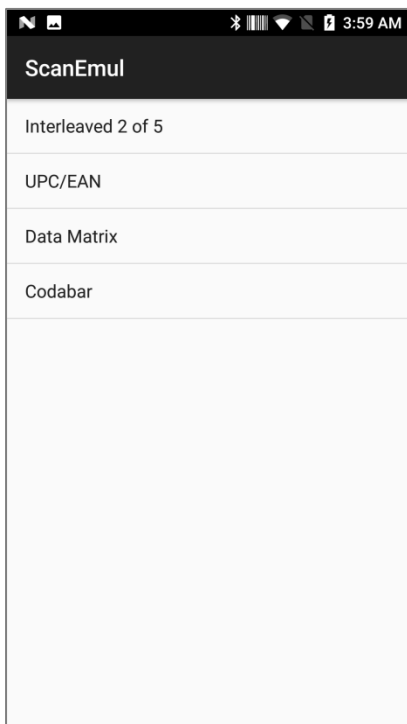 3:59 AM
ScanEmul
Interleaved 2 of 5
UPC/EAN
Data Matrix
Codabar